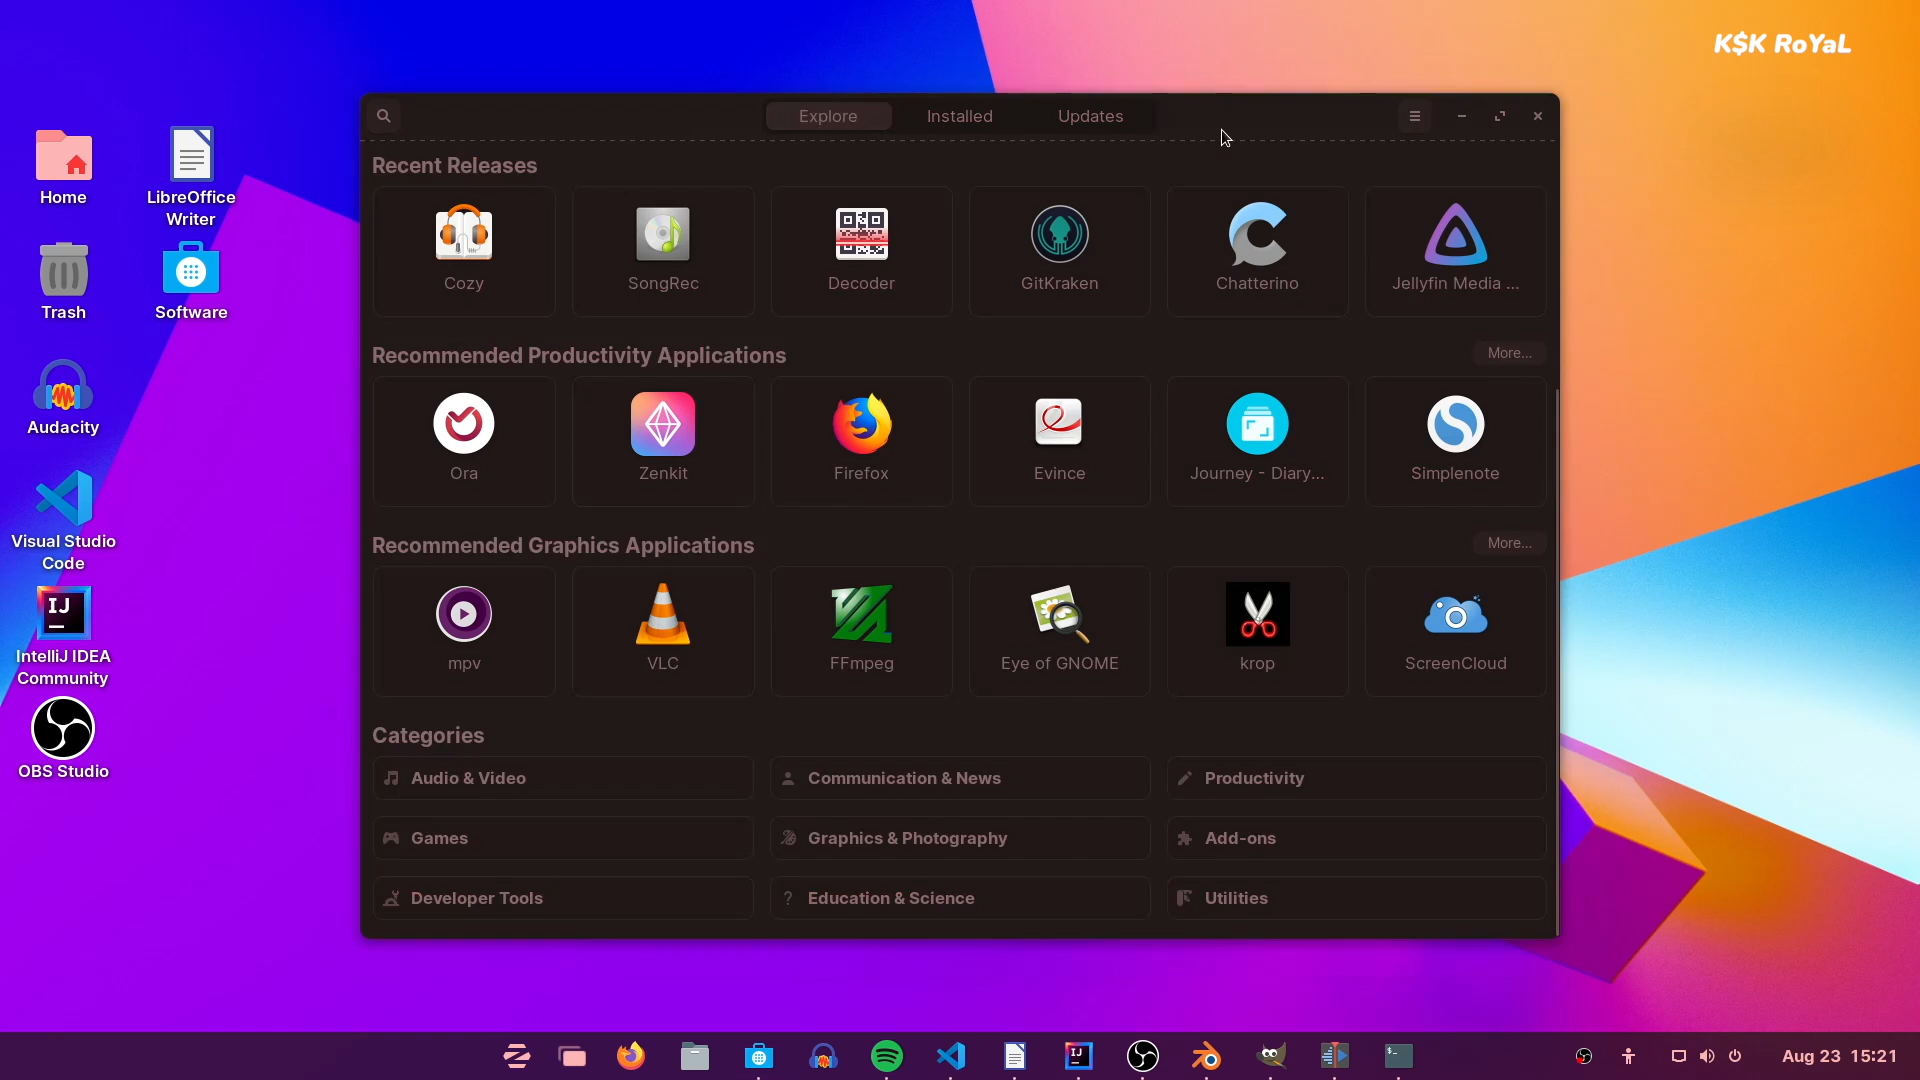 K$K RoYaL
Home
LibreOffice
Writer
Trash
Software
Audacity
Visual Studio
Code
IJ
IntelliJ IDEA
Community
OBS Studio
Explore
Installed
Updates
Recent Releases
Cozy
SongRec
Decoder
GitKraken
Chatterino
Jellyfin Media ...
Recommended Productivity Applications
More...
Ora
Zenkit
Firefox
Evince
Journey - Diary...
Simplenote
Recommended Graphics Applications
More...
mpv
VLC
FFmpeg
Eye of GNOME
krop
ScreenCloud
Categories
Audio & Video
Communication & News
Productivity
Games
Graphics & Photography
Add-ons
Developer Tools
Education & Science
Utilities
IJ
Aug 23 15:21